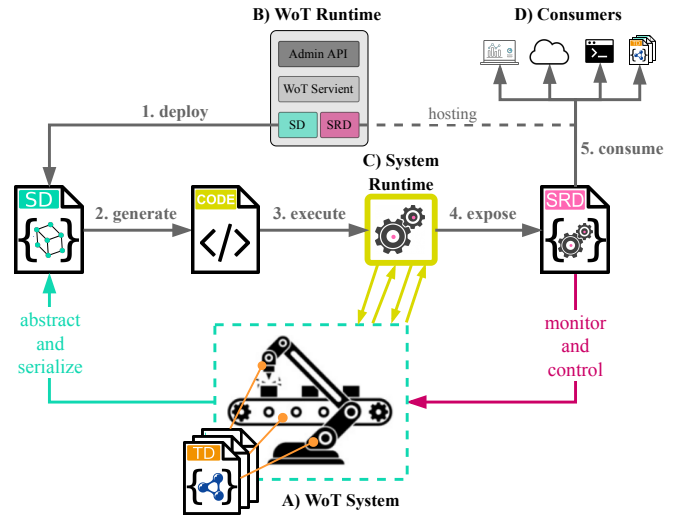 B) WoT Runtime
D) Consumers
Admin API
WoT Servient
SD
SRD
TD
1. deploy
hosting
5. consume
C) System
Runtime
SD
2. generate
CODE
</>
3. execute
4. expose
SRD
abstract
and
serialize
monitor
and
control
TD
A) WoT System